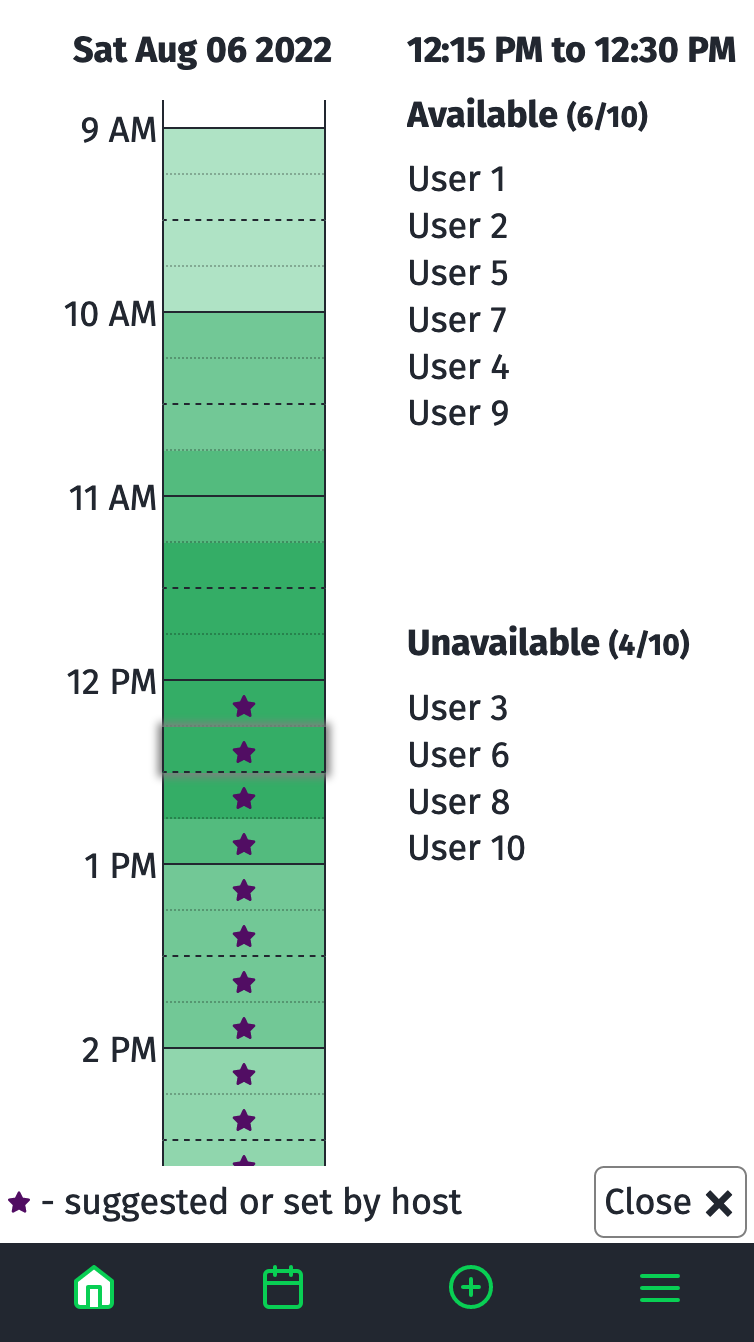 Sat Aug 06 2022
9 AM
10 AM
11 AM
12 PM
1 PM
2 PM
12:15 PM to 12:30 PM
Available (6/10)
User 1
User 2
User 5
User 7
User 4
User 9
Unavailable (4/10)
User 3
User 6
User 8
User 10
- suggested or set by host
Close